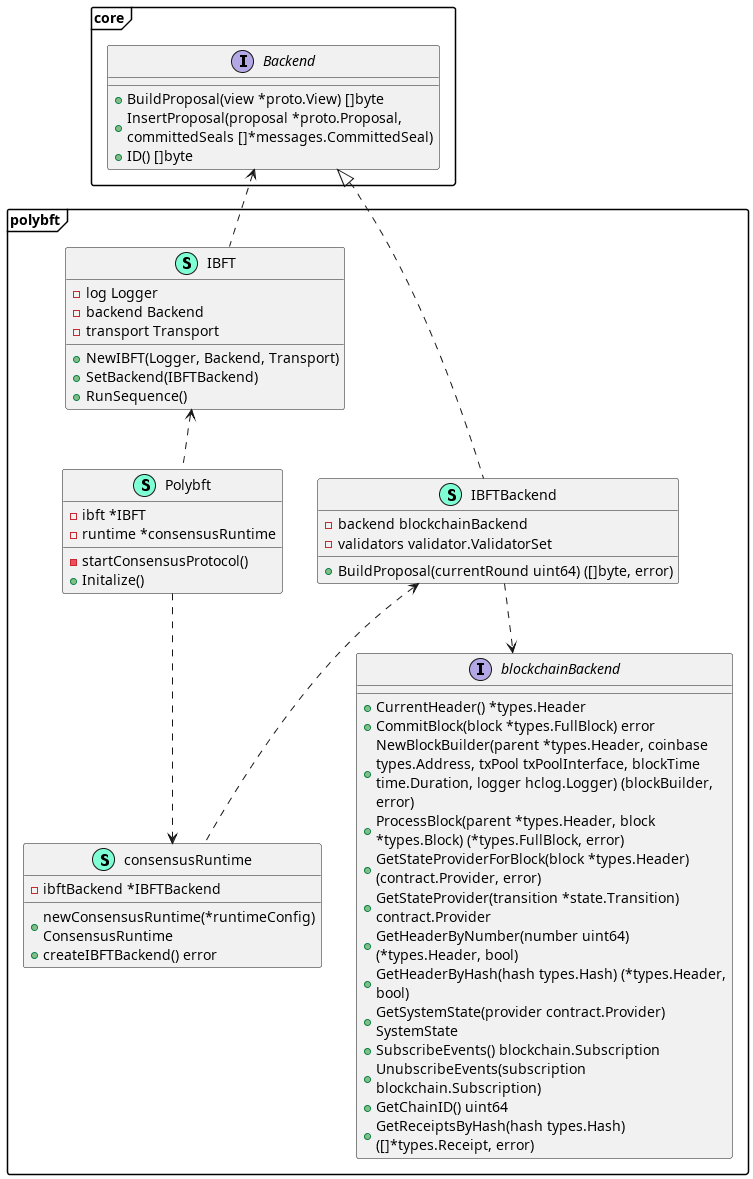 core
I Backend
BuildProposal(view *proto.View) []byte
InsertProposal(proposal *proto.Proposal,
committedSeals []*messages.CommittedSeal)
ID() []byte
polybft
S IBFT
log Logger
backend Backend
transport Transport
NewIBFT(Logger, Backend, Transport)
SetBackend(IBFTBackend)
RunSequence()
S Polybft
ibft *IBFT
runtime *consensusRuntime
startConsensusProtocol()
Initalize()
S IBFTBackend
backend blockchainBackend
validators validator.ValidatorSet
BuildProposal(currentRound uint64) ([]byte, error)
I blockchainBackend
CurrentHeader() *types.Header
CommitBlock(block *types.FullBlock) error
NewBlockBuilder(parent *types.Header, coinbase
types.Address, txPool txPoolInterface, blockTime
time.Duration, logger hclog.Logger) (blockBuilder,
error)
ProcessBlock(parent *types.Header, block
*types.Block) (*types.FullBlock, error)
GetStateProviderForBlock(block *types.Header)
(contract.Provider, error)
GetStateProvider(transition *state.Transition)
contract.Provider
GetHeaderByNumber(number uint64)
(*types.Header, bool)
GetHeaderByHash(hash types.Hash) (*types.Header,
bool)
GetSystemState(provider contract.Provider)
SystemState
SubscribeEvents() blockchain.Subscription
UnubscribeEvents(subscription
blockchain.Subscription)
GetChainID() uint64
GetReceiptsByHash(hash types.Hash)
([]*types.Receipt, error)
S consensusRuntime
ibftBackend *IBFTBackend
newConsensusRuntime(*runtimeConfig)
ConsensusRuntime
createIBFTBackend() error